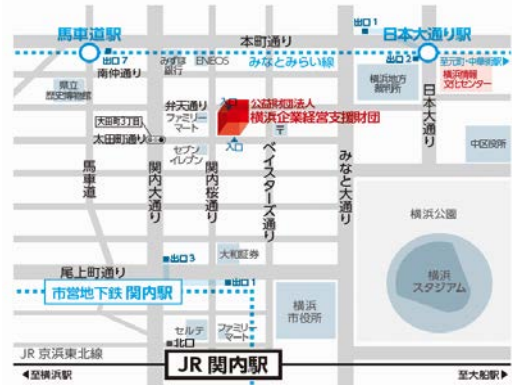 馬車道駅
出口7
本町通り
出口1
日本大通り駅
出口2
みなとみらい線
至元町・中華街駅▶
南仲通り
みずほ
銀行
ENEOS
県立
歴史博物館
横浜地方
裁判所
横浜情報
文化センター
弁天通り
ファミリー
マート
入口
公益財団法人
横浜企業経営支援財団
〒
入口
太田町3丁目
太田町通り
セブン
イレブン
馬車道
関内大通り
関内桜通り
ベイスターズ通り
みなと大通り
日本大通り
中区役所
横浜公園
横浜
スタジアム
大和証券
出口3
尾上町通り
出口1
市営地下鉄 関内駅
横浜
市役所
セルテ
ファミリー
マート
北口
JR 京浜東北線
JR 関内駅
◀至横浜駅
至大船駅▶